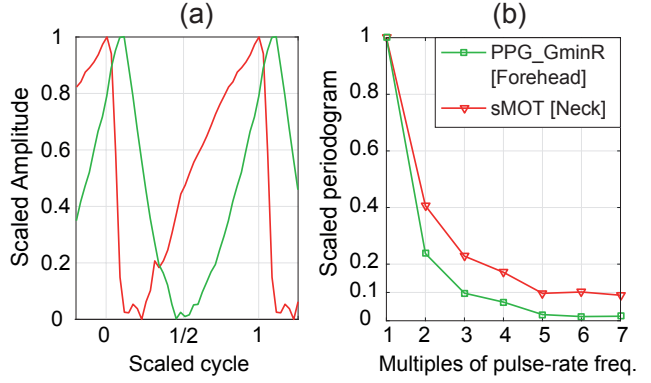 (a)
1
0.8
0.6
0.4
0.2
0
0 1/2 1
Scaled Amplitude
Scaled cycle
(b)
1
0.8
0.6
0.4
0.2
0.1
0
1 2 3 4 5 6 7
Scaled periodogram
Multiples of pulse-rate freq.
PPG_GminR
[Forehead]
sMOT [Neck]